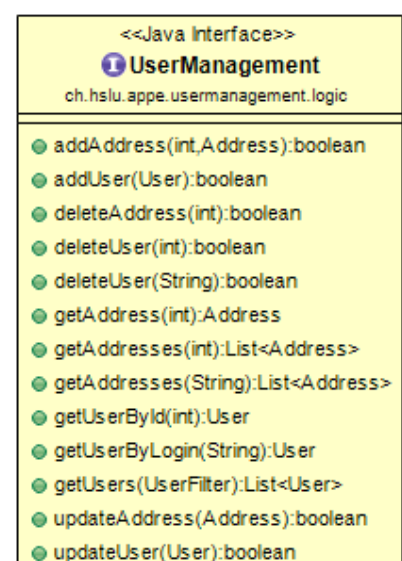 <<Java Interface>>
I UserManagement
ch.hslu.appe.usermanagement.logic
addAddress(int,Address):boolean
addUser(User):boolean
deleteAddress(int):boolean
deleteUser(int):boolean
deleteUser(String):boolean
getAddress(int):Address
getAddresses(int):List<Address>
getAddresses(String):List<Address>
getUserById(int):User
getUserByLogin(String):User
getUsers(UserFilter):List<User>
updateAddress(Address):boolean
updateUser(User):boolean